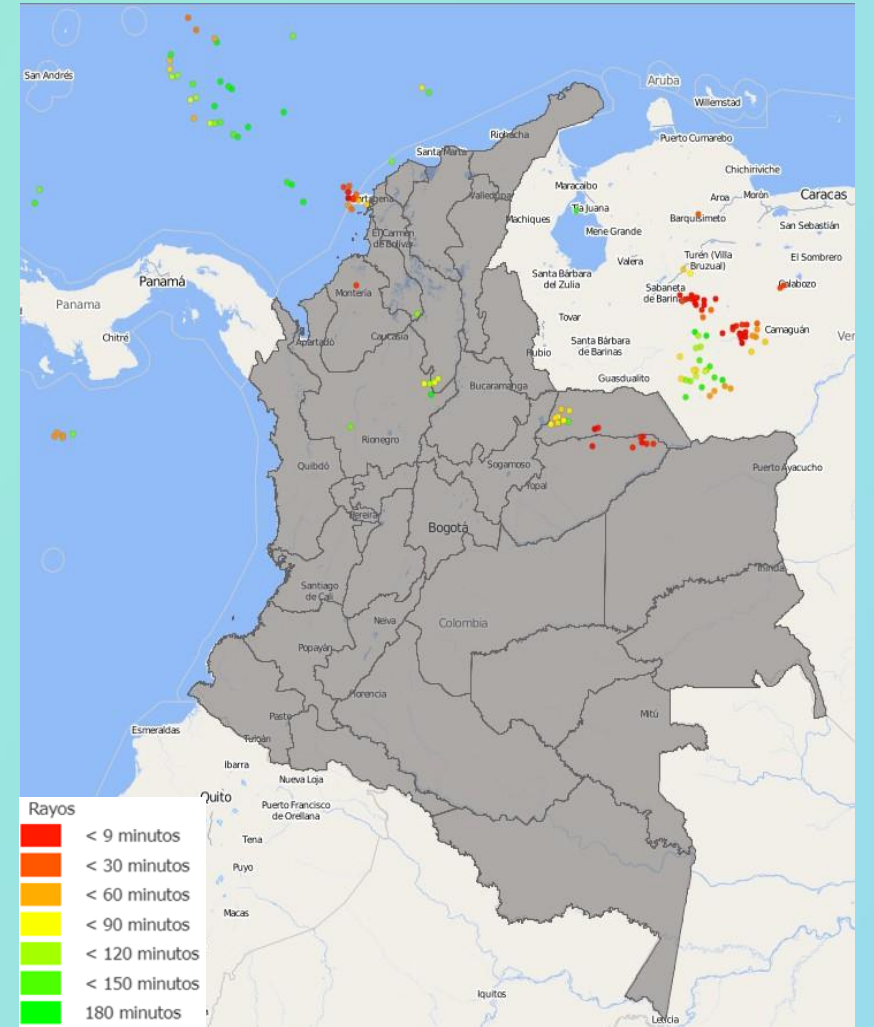 San Andrés
Aruba
Willemstad
Riohacha
Puerto Cumarebo
Santa Marta
Chichiriviche
Maracaibo
Valledupar
Aroa
Morón
Caracas
Cartagena
Tía Juana
Machiques
Barquisimeto
San Sebastián
El Carmen
de Bolívar
Mene Grande
Valera
Turén (Villa
Bruzual)
El Sombrero
Panamá
Santa Bárbara
del Zulia
Montería
Sabaneta
de Barinas
Calabozo
Panama
Tovar
Chitré
Apartadó
Caucasia
Camaguán
Ver
Santa Bárbara
de Barinas
Rubio
Guasdualito
Bucaramanga
Rionegro
Quibdó
Sogamoso
Puerto Ayacucho
Yopal
Pereira
Bogotá
Inírida
Santiago
de Cali
Neiva
Colombia
Popayán
Florencia
Mitú
Pasto
Esmeraldas
Tulcán
Ibarra
Nueva Loja
Quito
Puerto Francisco
de Orellana
Rayos
< 9 minutos
Tena
< 30 minutos
Puyo
< 60 minutos
Macas
< 90 minutos
< 120 minutos
< 150 minutos
Iquitos
180 minutos
Leticia